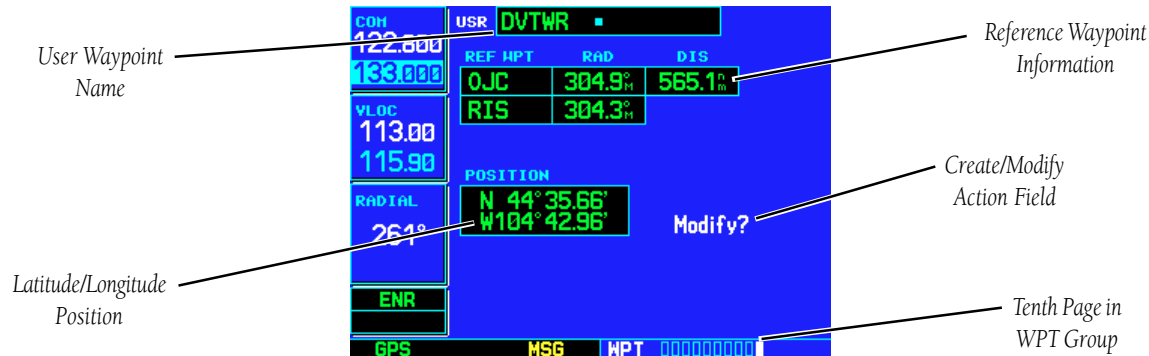 User Waypoint
Name
Latitude/Longitude
Position
COM
122.800
133.000
VLOC
113.00
115.90
RADIAL
261°
ENR
USR DVTWR
REF WPT RAD DIS
OJC 304.9°M 565.1nm
RIS 304.3°M
POSITION
N 44°35.66'
W104°42.96'
Modify?
GPS MSG WPT
Reference Waypoint
Information
Create/Modify
Action Field
Tenth Page in
WPT Group